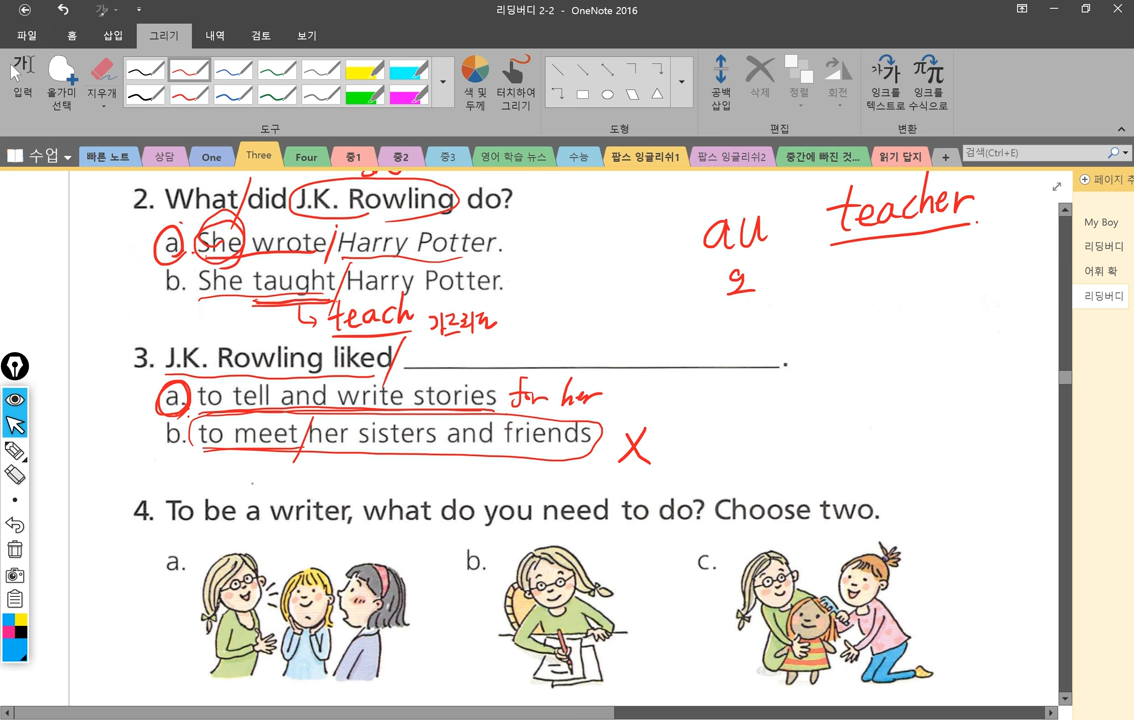 리딩버디 2-2 - OneNote 2016
파일 홈 삽입 그리기 내역 검토 보기
입력 올가미 선택 지우개 색 및 두께 터치하여 그리기 공백 삽입 삭제 정렬 회전 잉크를 텍스트로 잉크를 수식으로
도구 도형 편집 변환
수업 빠른 노트 상담 One Three Four 중1 중2 중3 영어 학습 뉴스 수능 팝스 잉글리쉬1 팝스 잉글리쉬2 중간에 빠진 것... 읽기 답지 + 검색(Ctrl+E)
페이지 추
My Boy
리딩버디
어휘 확
리딩버디
2. What did J.K. Rowling do?
a. She wrote Harry Potter.
b. She taught Harry Potter.
teach 가르치다
au
teacher
3. J.K. Rowling liked ______________________.
a. to tell and write stories for her
b. to meet her sisters and friends X
4. To be a writer, what do you need to do? Choose two.
a. b. c.